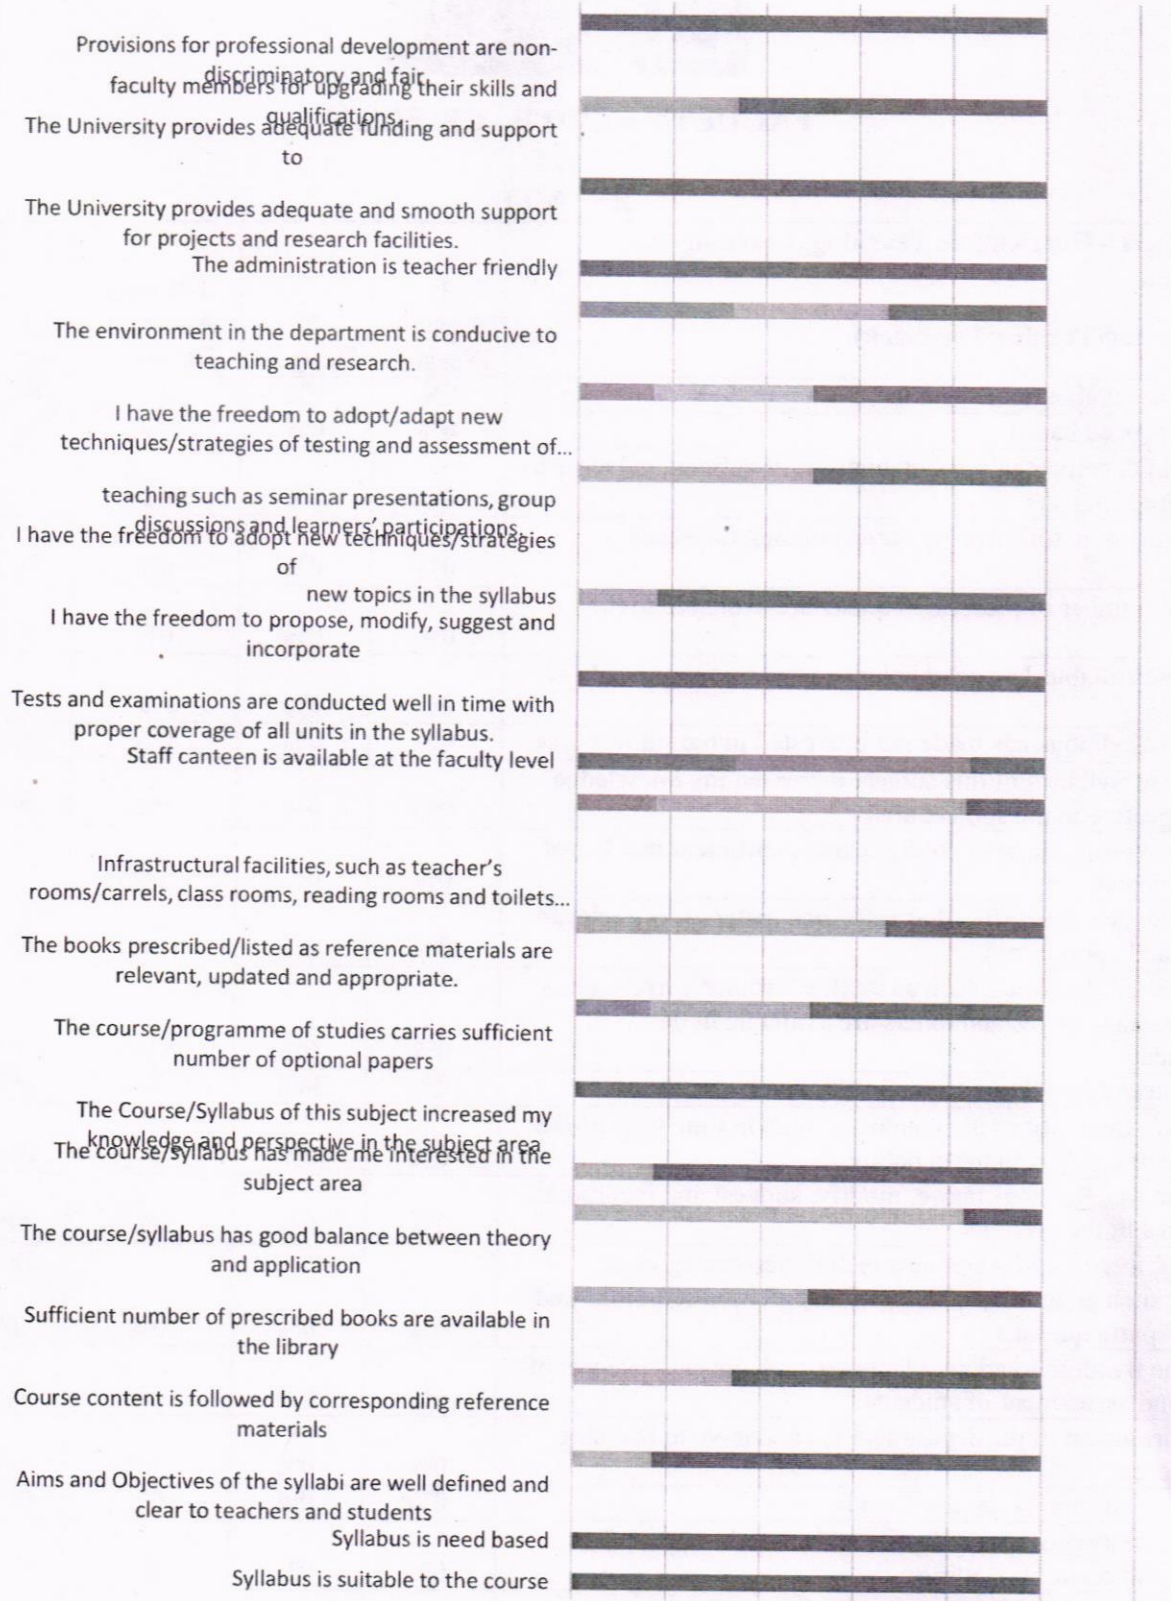 Provisions for professional development are non-
discriminatory and fair.
faculty members for upgrading their skills and
qualifications.
The University provides adequate funding and support
to
The University provides adequate and smooth support
for projects and research facilities.
The administration is teacher friendly
The environment in the department is conducive to
teaching and research.
I have the freedom to adopt/adapt new
techniques/strategies of testing and assessment of...
teaching such as seminar presentations, group
discussions and learners' participations.
I have the freedom to adopt new techniques/strategies
of
new topics in the syllabus
I have the freedom to propose, modify, suggest and
incorporate
Tests and examinations are conducted well in time with
proper coverage of all units in the syllabus.
Staff canteen is available at the faculty level
Infrastructural facilities, such as teacher's
rooms/carrels, class rooms, reading rooms and toilets...
The books prescribed/listed as reference materials are
relevant, updated and appropriate.
The course/programme of studies carries sufficient
number of optional papers
The Course/Syllabus of this subject increased my
knowledge and perspective in the subject area
The course/syllabus has made me interested in the
subject area
The course/syllabus has good balance between theory
and application
Sufficient number of prescribed books are available in
the library
Course content is followed by corresponding reference
materials
Aims and Objectives of the syllabi are well defined and
clear to teachers and students
Syllabus is need based
Syllabus is suitable to the course